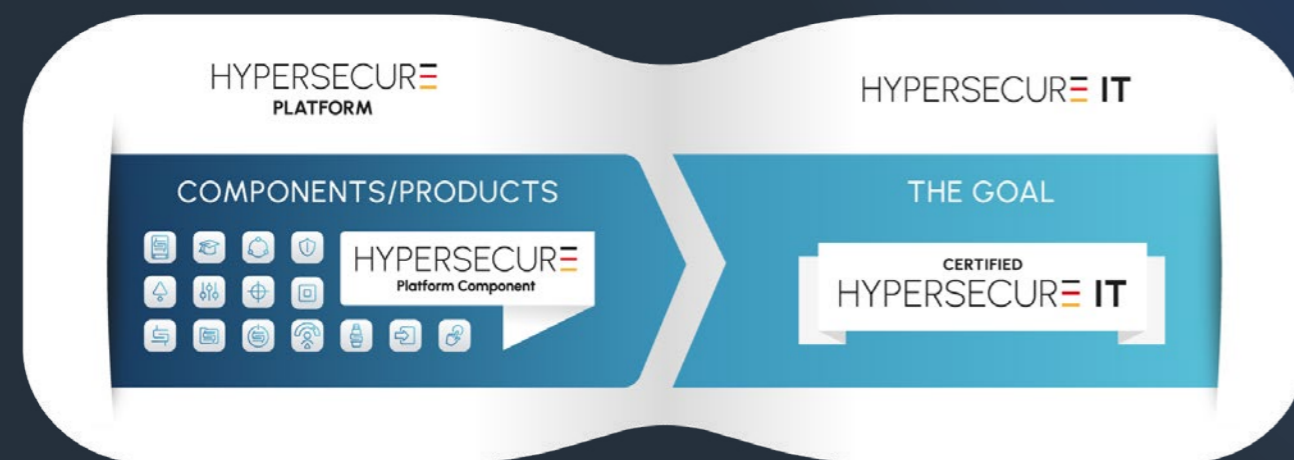 HYPERSECURE
PLATFORM
COMPONENTS/PRODUCTS
HYPERSECURE
Platform Component
HYPERSECURE IT
THE GOAL
CERTIFIED
HYPERSECURE IT